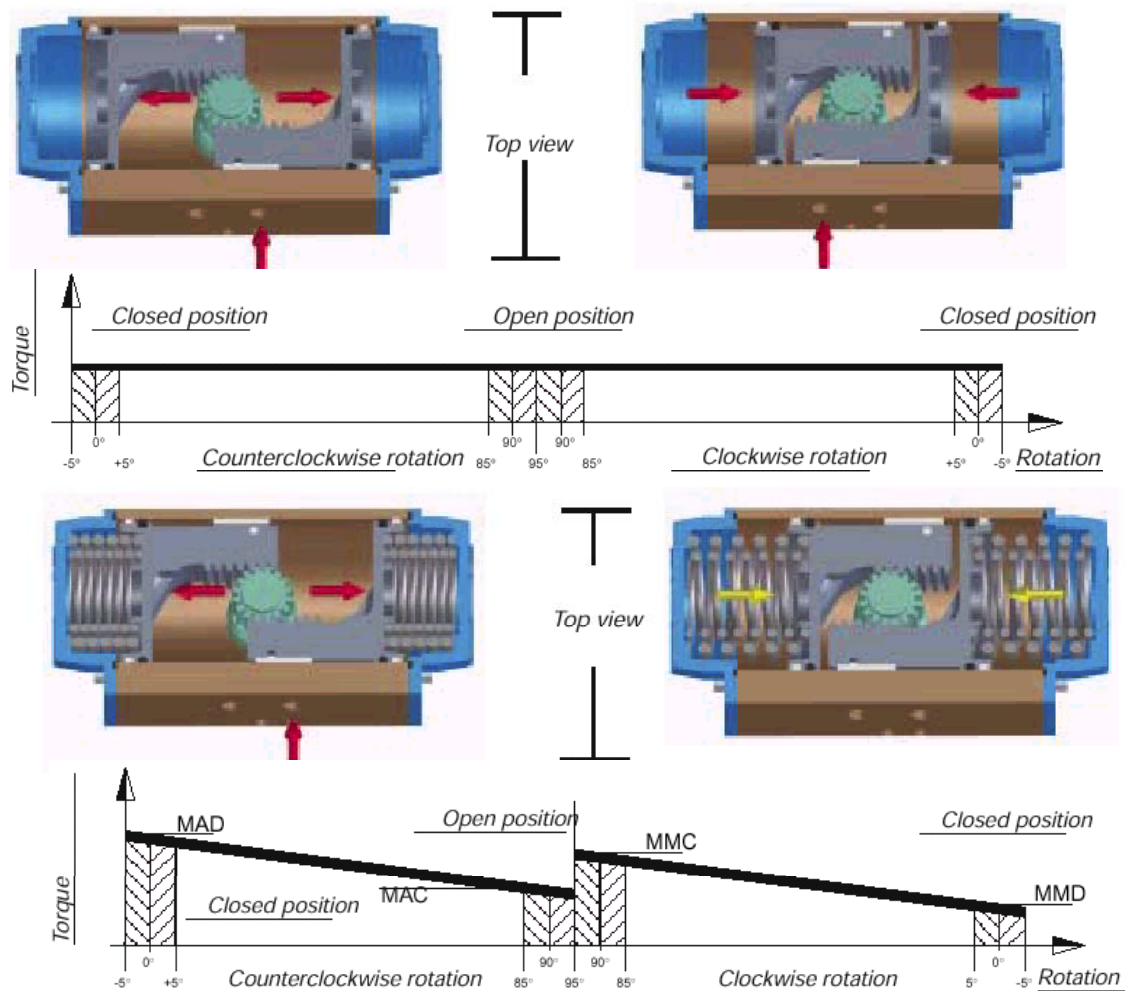 Top view
Torque
Closed position
Open position
Closed position
-5° 0° +5° 85° 90° 95° 90° 85° +5° 0° -5°
Counterclockwise rotation
Clockwise rotation
Rotation
Top view
Torque
MAD
Open position
MMC
Closed position
MAC
Closed position
MMD
-5° 0° +5° 85° 90° 95° 90° 85° 5° 0° -5°
Counterclockwise rotation
Clockwise rotation
Rotation